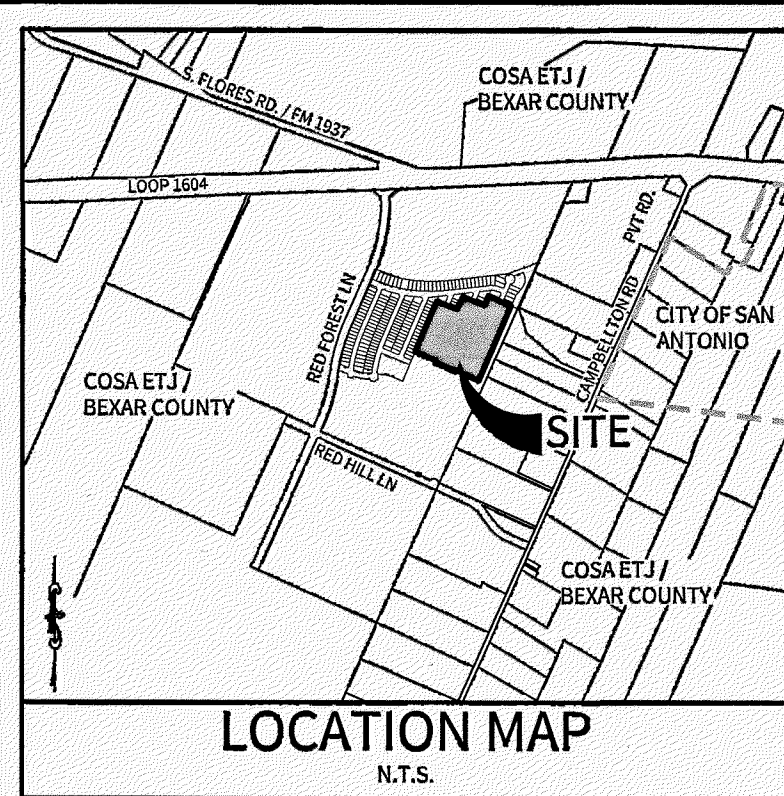 COSA ETJ /
BEXAR COUNTY
S. FLORES RD. / FM 1937
LOOP 1604
PVT RD.
RED FOREST LN
CAMPBELLTON RD
CITY OF SAN
ANTONIO
COSA ETJ /
BEXAR COUNTY
SITE
RED HILL LN
COSA ETJ /
BEXAR COUNTY
LOCATION MAP
N.T.S.